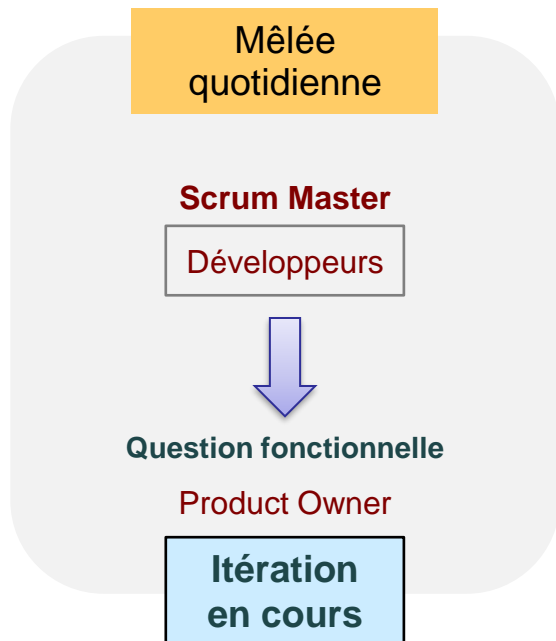 Mêlée
quotidienne
Scrum Master
Développeurs
Question fonctionnelle
Product Owner
Itération
en cours